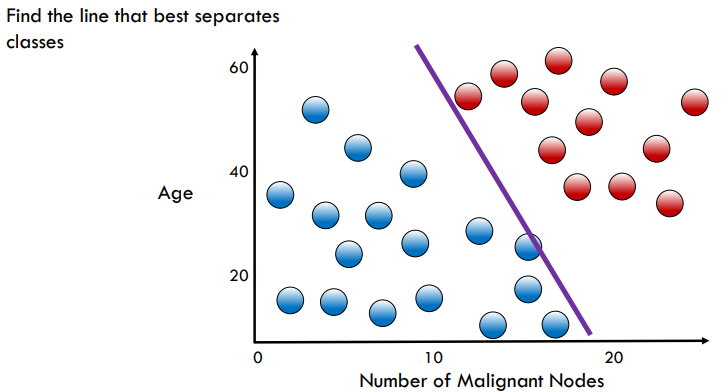 Find the line that best separates
classes
60
40
Age
20
0
10
20
Number of Malignant Nodes